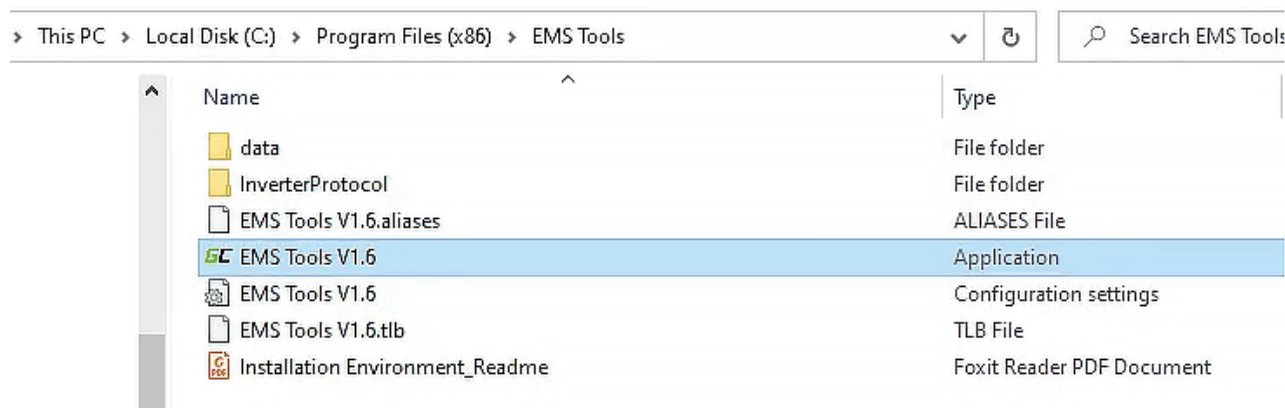 This PC > Local Disk (C:) > Program Files (x86) > EMS Tools Search EMS Tools
Name Type
data File folder
InverterProtocol File folder
EMS Tools V1.6.aliases ALIASES File
GC EMS Tools V1.6 Application
EMS Tools V1.6 Configuration settings
EMS Tools V1.6.tlb TLB File
PDF Installation Environment_Readme Foxit Reader PDF Document